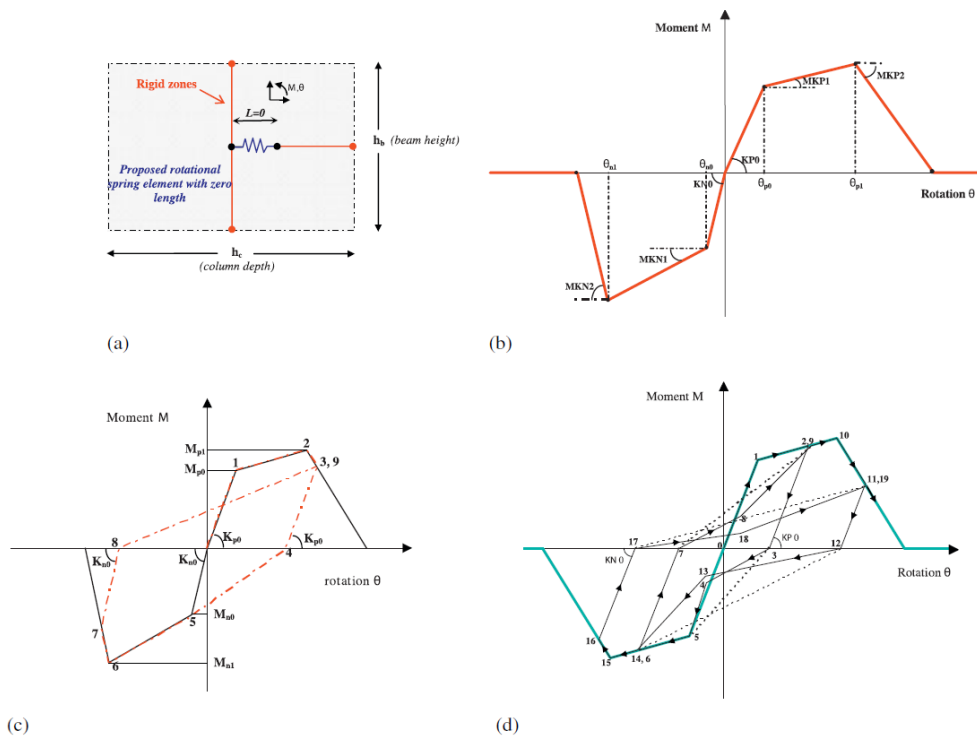 Rigid zones
M,θ
L=0
Proposed rotational
spring element with zero
length
h_b (beam height)
h_c
(column depth)
(a)
Moment M
MKP1
MKP2
θ_n1
θ_n0
KP0
KN0
θ_p0
θ_p1
Rotation θ
MKN1
MKN2
(b)
Moment M
M_p1
M_p0
1
2
3, 9
K_p0
K_p0
8
K_n0
K_n0
4
rotation θ
5
M_n0
7
6
M_n1
(c)
Moment M
1
2,9
10
11,19
8
17
18
0
KP 0
KN 0
7
3
12
Rotation θ
13
4
5
16
15
14, 6
(d)